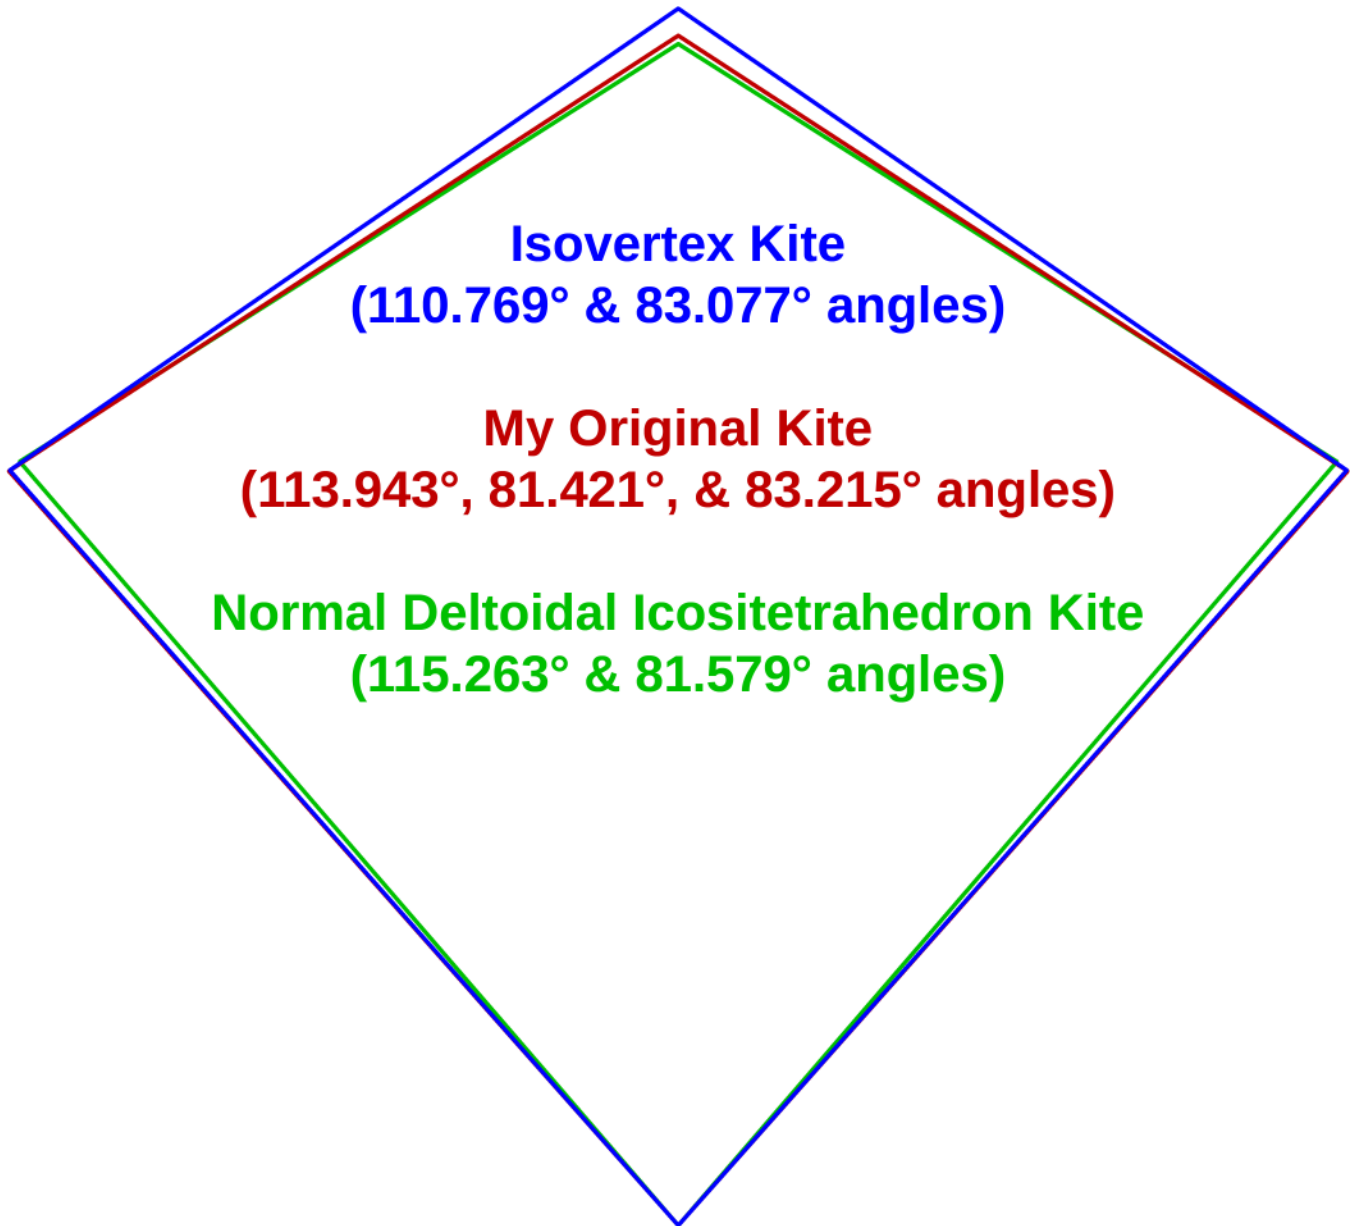 Isovertex Kite
(110.769° & 83.077° angles)
My Original Kite
(113.943°, 81.421°, & 83.215° angles)
Normal Deltoidal Icositetrahedron Kite
(115.263° & 81.579° angles)